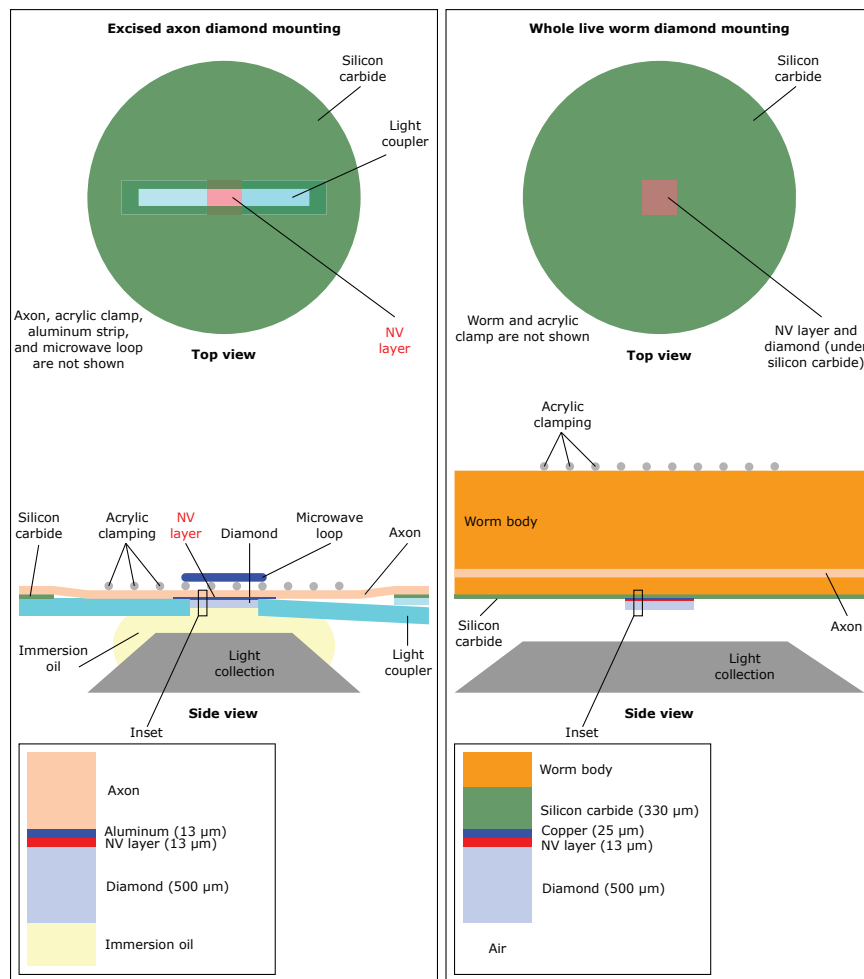 Excised axon diamond mounting
Silicon
carbide
Light
coupler
Axon, acrylic clamp,
aluminum strip,
and microwave loop
are not shown
Top view
NV
layer
Silicon
carbide
Acrylic
clamping
NV
layer
Diamond
Microwave
loop
Axon
Immersion
oil
Light
collection
Light
coupler
Side view
Inset
Axon
Aluminum (13 µm)
NV layer (13 µm)
Diamond (500 µm)
Immersion oil
Whole live worm diamond mounting
Silicon
carbide
Worm and acrylic
clamp are not shown
Top view
NV layer and
diamond (under
silicon carbide)
Acrylic
clamping
Worm body
Silicon
carbide
Axon
Light
collection
Side view
Inset
Worm body
Silicon carbide (330 µm)
Copper (25 µm)
NV layer (13 µm)
Diamond (500 µm)
Air